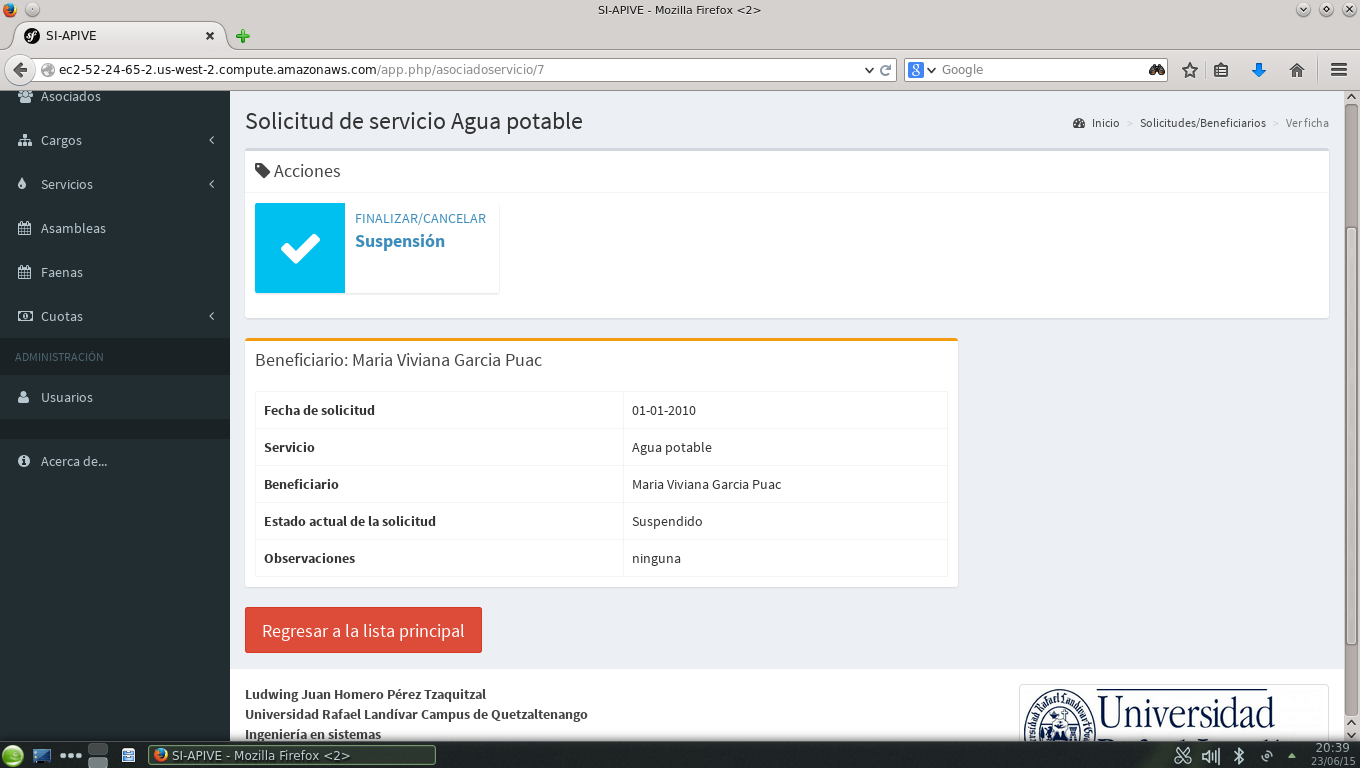 SI-APIVE - Mozilla Firefox <2>
SI-APIVE
ec2-52-24-65-2.us-west-2.compute.amazonaws.com/app.php/asociadoservicio/7
Google
Asociados
Cargos
Servicios
Asambleas
Faenas
Cuotas
ADMINISTRACIÓN
Usuarios
Acerca de...
Solicitud de servicio Agua potable
Inicio > Solicitudes/Beneficiarios > Ver ficha
Acciones
FINALIZAR/CANCELAR
Suspensión
Beneficiario: Maria Viviana Garcia Puac
Fecha de solicitud 01-01-2010
Servicio Agua potable
Beneficiario Maria Viviana Garcia Puac
Estado actual de la solicitud Suspendido
Observaciones ninguna
Regresar a la lista principal
Ludwing Juan Homero Pérez Tzaquitzal
Universidad Rafael Landívar Campus de Quetzaltenango
Ingeniería en sistemas
Universidad
SI-APIVE - Mozilla Firefox <2>
20:39
23/06/15